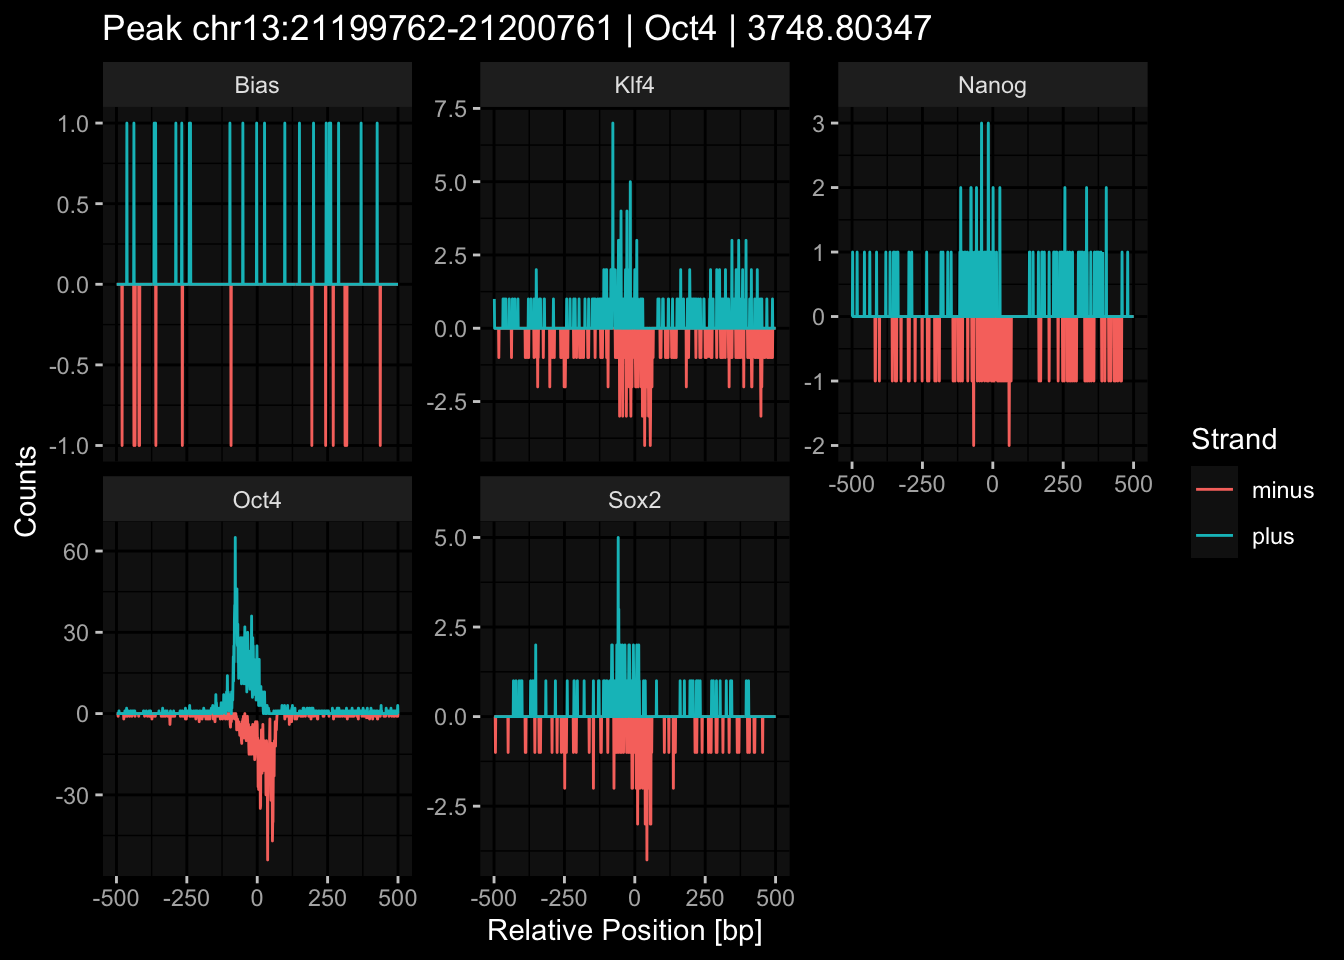 Peak chr13:21199762-21200761 | Oct4 | 3748.80347
Bias
1.0
0.5
0.0
-0.5
-1.0
Klf4
7.5
5.0
2.5
0.0
-2.5
Nanog
3
2
1
0
-1
-2
-500 -250 0 250 500
Oct4
60
30
0
-30
-500 -250 0 250 500
Sox2
5.0
2.5
0.0
-2.5
-500 -250 0 250 500
Counts
Relative Position [bp]
Strand
minus
plus